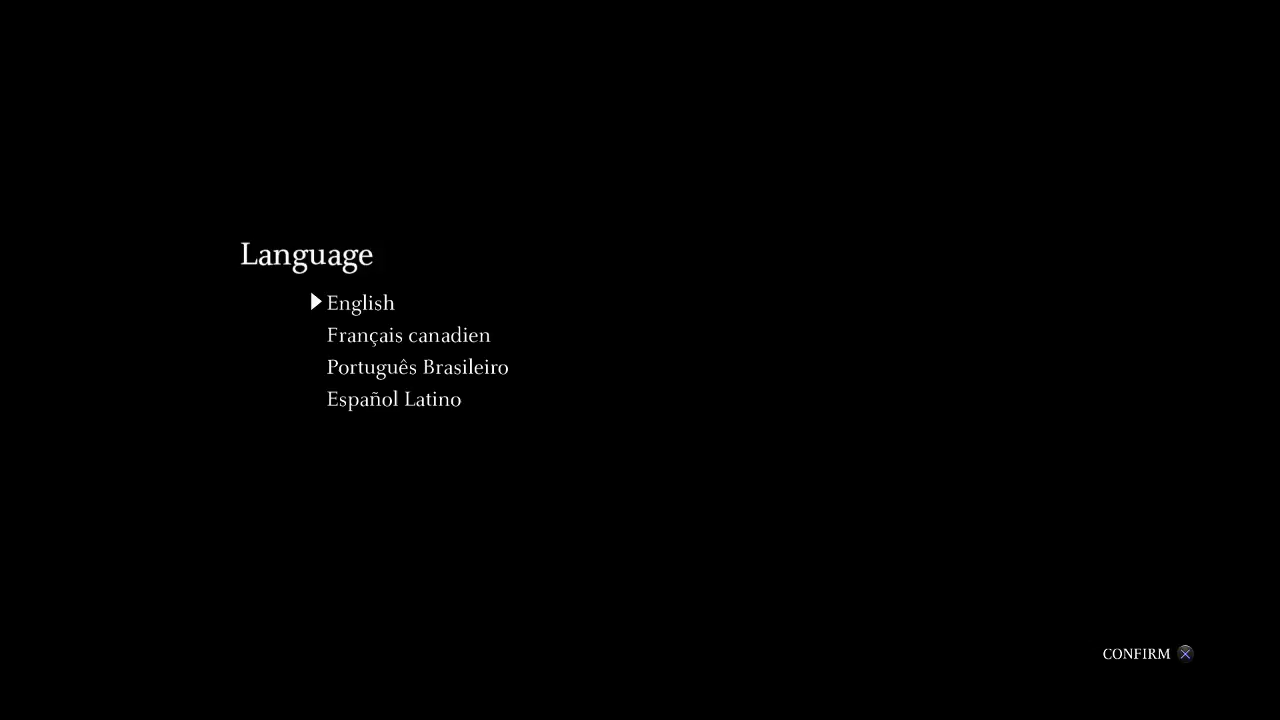 Language
English
Français canadien
Português Brasileiro
Español Latino
CONFIRM